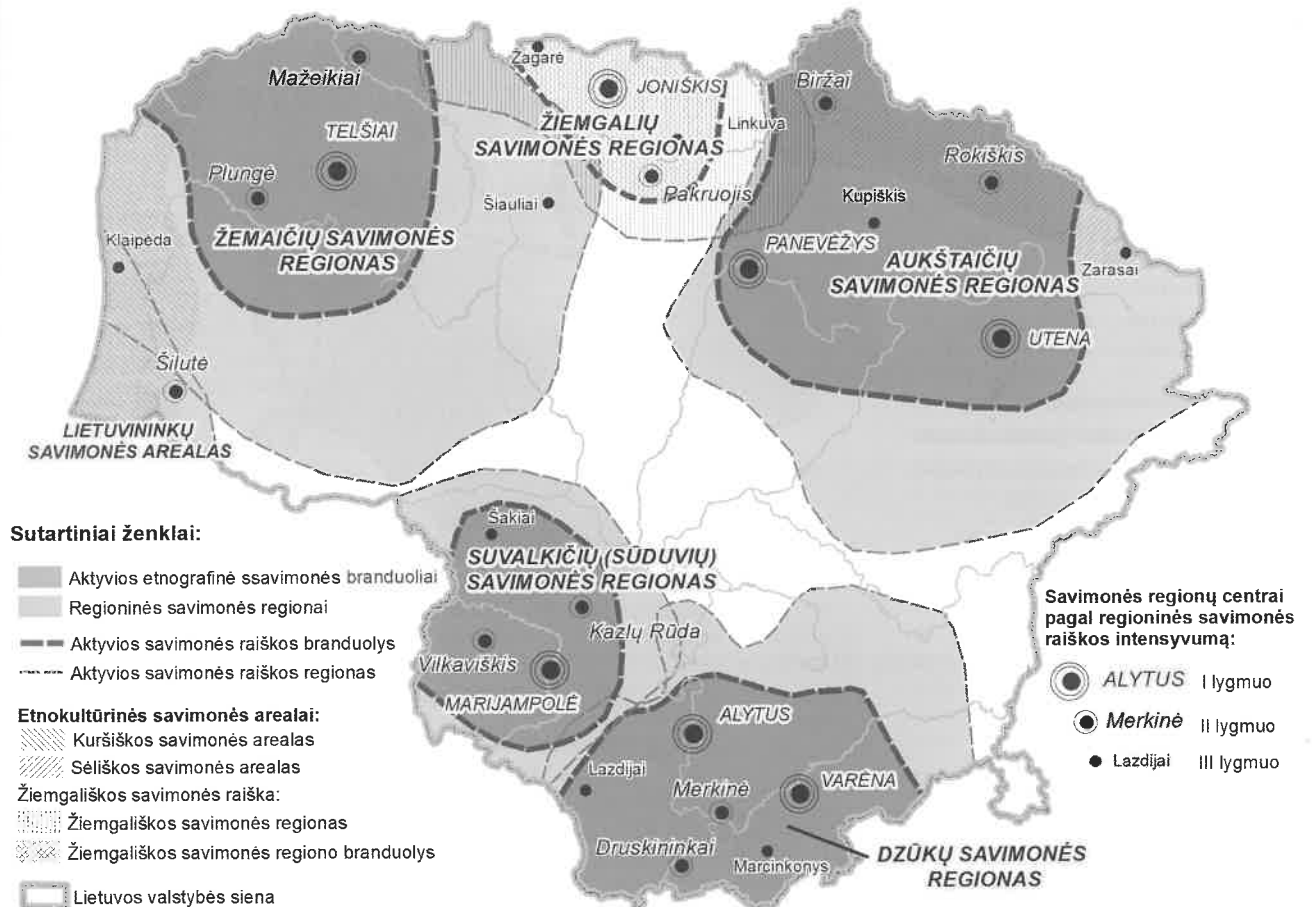 Mažeikiai
Žagarė
JONIŠKIS
Biržai
TELŠIAI
ŽIEMGALIŲ
SAVIMONĖS REGIONAS
Linkuva
Rokiškis
Plungė
Pakruojis
Šiauliai
Kupiškis
Klaipėda
ŽEMAIČIŲ SAVIMONĖS
REGIONAS
PANEVĖŽYS
AUKŠTAIČIŲ
SAVIMONĖS REGIONAS
Zarasai
UTENA
Šilutė
LIETUVININKŲ
SAVIMONĖS AREALAS
Šakiai
SUVALKIČIŲ (SŪDUVIŲ)
SAVIMONĖS REGIONAS
Kazlų Rūda
Vilkaviškis
MARIJAMPOLĖ
ALYTUS
Lazdijai
Merkinė
VARĖNA
Druskininkai
Marcinkonys
DZŪKŲ SAVIMONĖS
REGIONAS
Sutartiniai ženklai:
Aktyvios etnografinė ssavimonės branduoliai
Regioninės savimonės regionai
Aktyvios savimonės raiškos branduolys
Aktyvios savimonės raiškos regionas
Etnokultūrinės savimonės arealai:
Kuršiškos savimonės arealas
Sėliškos savimonės arealas
Žiemgališkos savimonės raiška:
Žiemgališkos savimonės regionas
Žiemgališkos savimonės regiono branduolys
Lietuvos valstybės siena
Savimonės regionų centrai
pagal regioninės savimonės
raiškos intensyvumą:
ALYTUS I lygmuo
Merkinė II lygmuo
Lazdijai III lygmuo